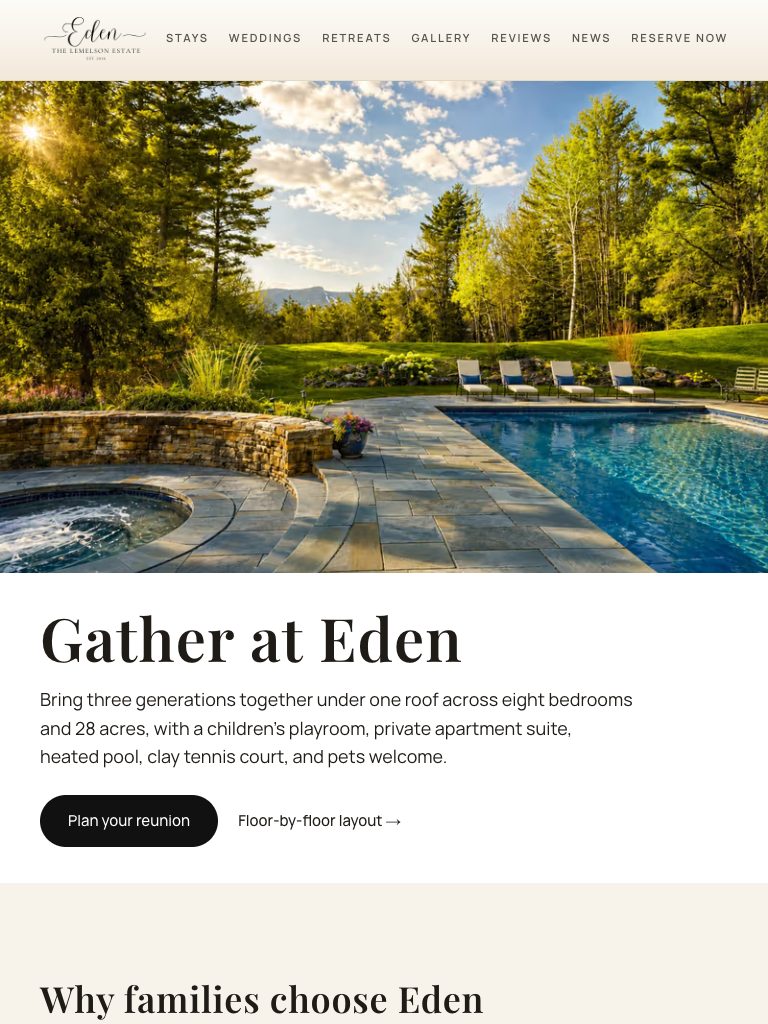 Eden
THE LEMELSON ESTATE
STAYS WEDDINGS RETREATS GALLERY REVIEWS NEWS RESERVE NOW
Gather at Eden
Bring three generations together under one roof across eight bedrooms
and 28 acres, with a children's playroom, private apartment suite,
heated pool, clay tennis court, and pets welcome.
Plan your reunion Floor-by-floor layout →
Why families choose Eden